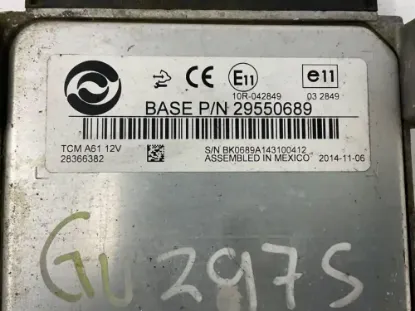 CE E11 e11
10R-042849 03 2849
BASE P/N 29550689
TCM A61 12V S/N BK0689A143100412
28366382 ASSEMBLED IN MEXICO 2014-11-06
GU297S